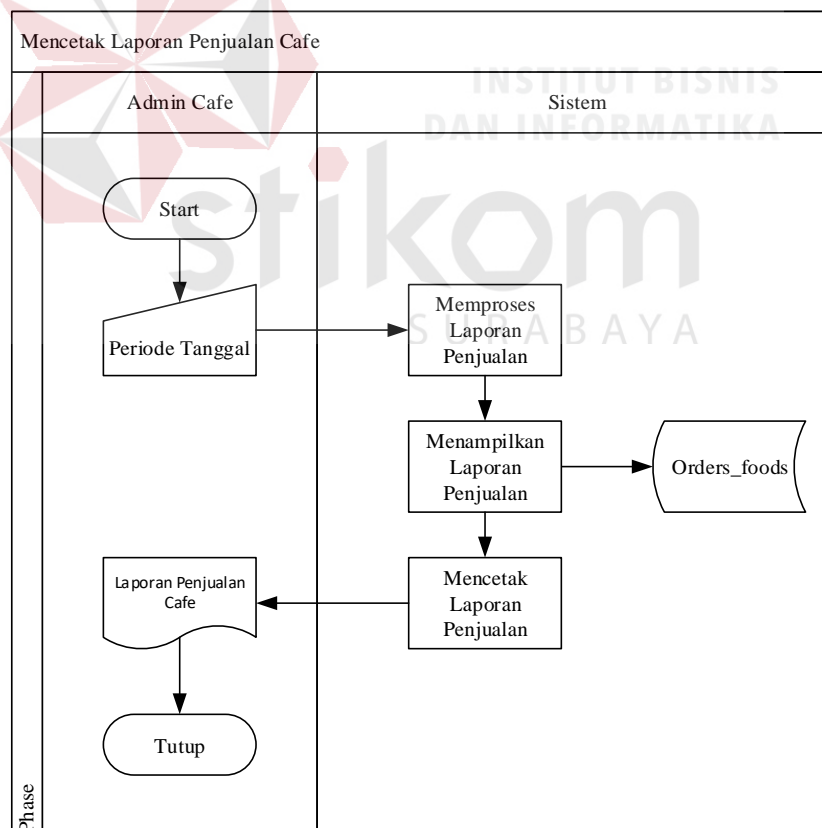 Mencetak Laporan Penjualan Cafe
Admin Cafe
Sistem
INSTITUT BISNIS
DAN INFORMATIKA
stikom
SURABAYA
Start
Periode Tanggal
Memproses
Laporan
Penjualan
Menampilkan
Laporan
Penjualan
Orders_foods
Mencetak
Laporan
Penjualan
Laporan Penjualan
Cafe
Tutup
Phase